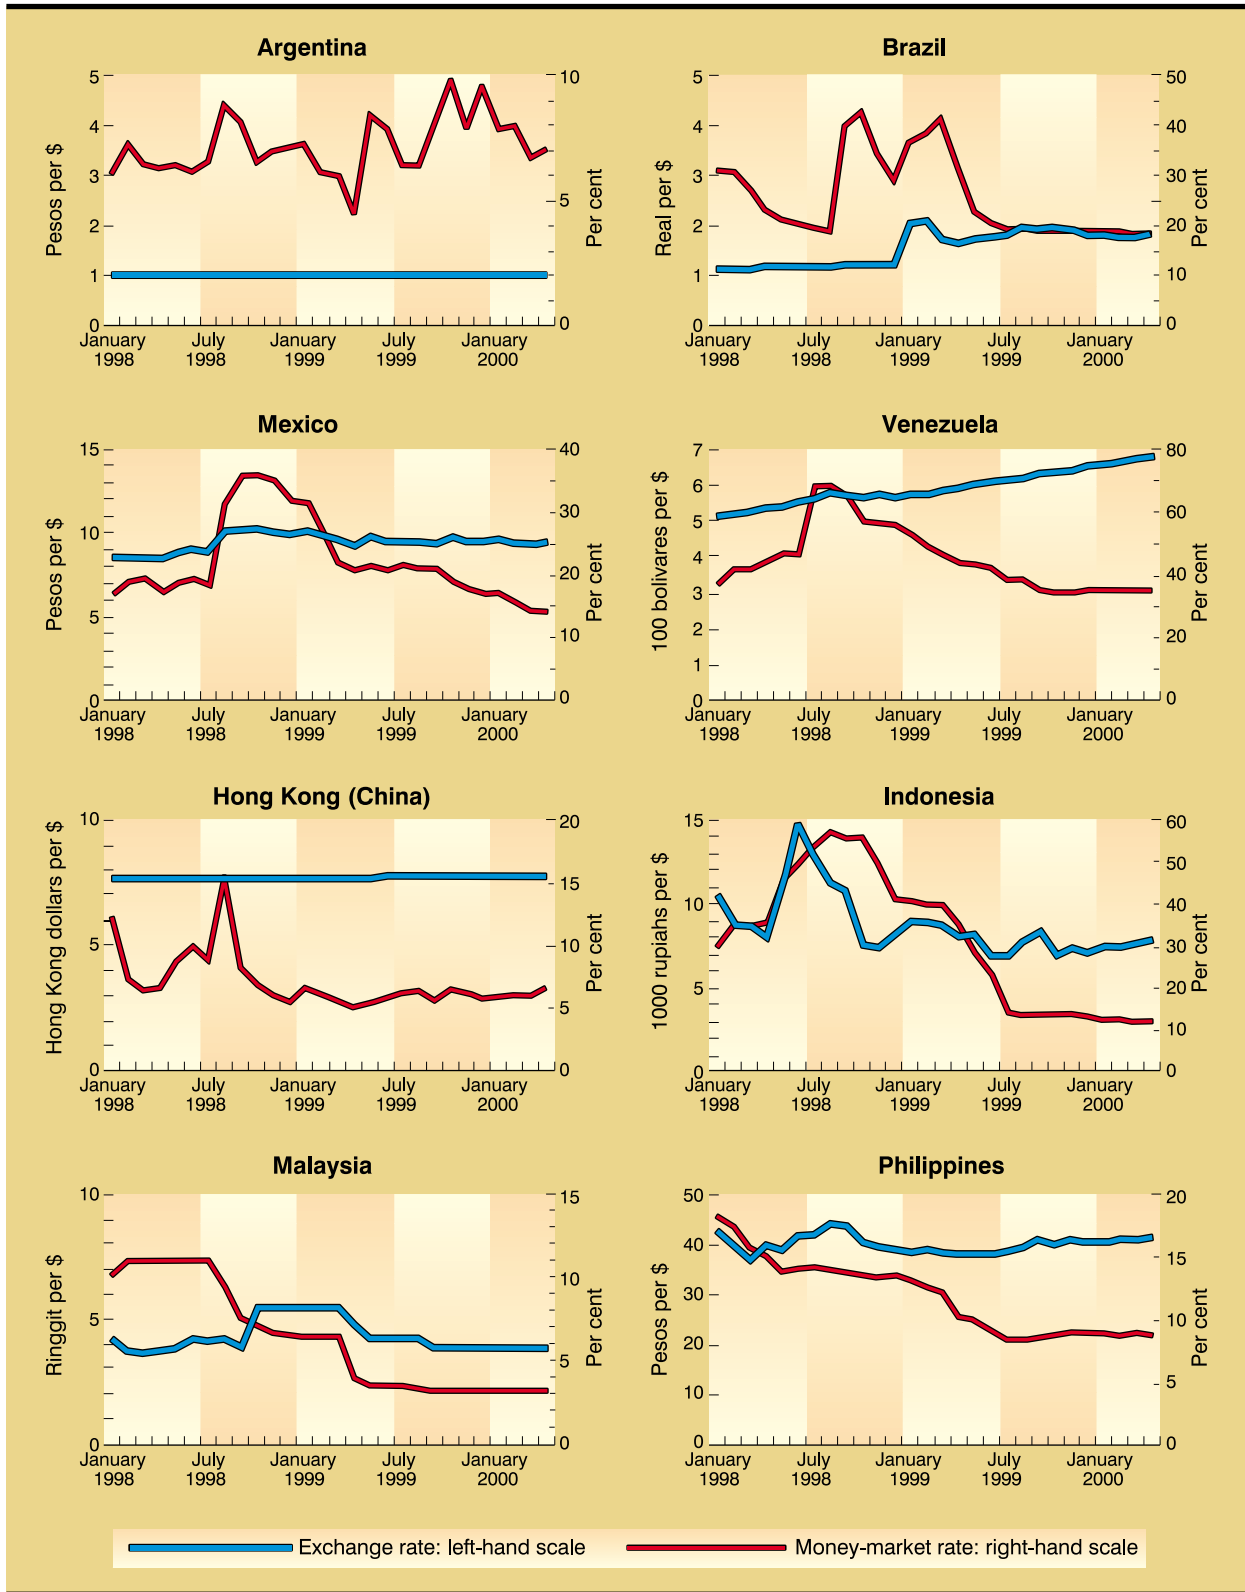 Argentina
Pesos per $
5
4
3
2
1
0
10
5
0
Per cent
January 1998
July 1998
January 1999
July 1999
January 2000
Brazil
Real per $
5
4
3
2
1
0
50
40
30
20
10
0
Per cent
January 1998
July 1998
January 1999
July 1999
January 2000
Mexico
Pesos per $
15
10
5
0
40
30
20
10
0
Per cent
January 1998
July 1998
January 1999
July 1999
January 2000
Venezuela
100 bolivares per $
7
6
5
4
3
2
1
0
80
60
40
20
0
Per cent
January 1998
July 1998
January 1999
July 1999
January 2000
Hong Kong (China)
Hong Kong dollars per $
10
5
0
20
15
10
5
0
Per cent
January 1998
July 1998
January 1999
July 1999
January 2000
Indonesia
1000 rupiahs per $
15
10
5
0
60
50
40
30
20
10
0
Per cent
January 1998
July 1998
January 1999
July 1999
January 2000
Malaysia
Ringgit per $
10
5
0
15
10
5
0
Per cent
January 1998
July 1998
January 1999
July 1999
January 2000
Philippines
Pesos per $
50
40
30
20
10
0
20
15
10
5
0
Per cent
January 1998
July 1998
January 1999
July 1999
January 2000
Exchange rate: left-hand scale
Money-market rate: right-hand scale